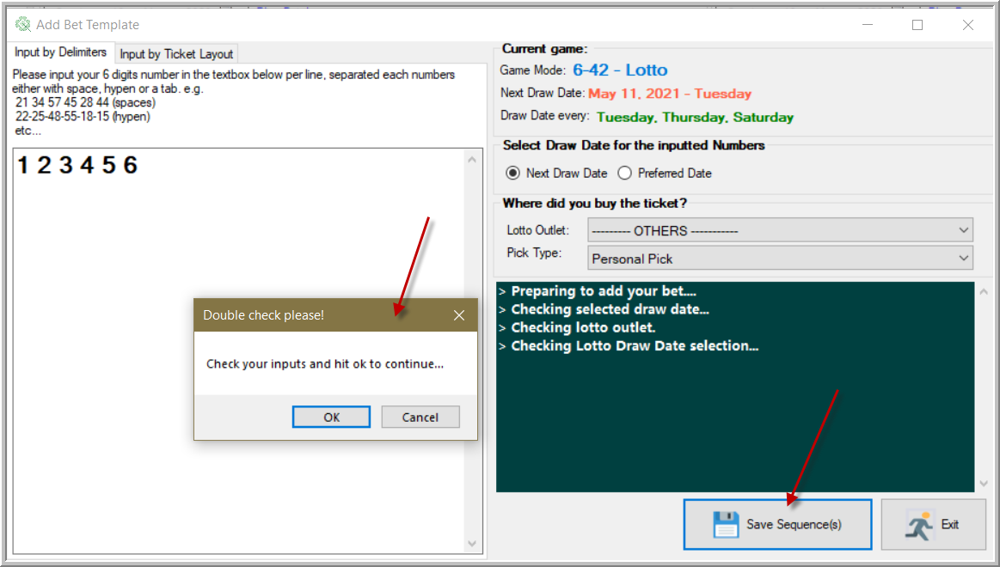 Add Bet Template
Input by Delimiters
Input by Ticket Layout
Please input your 6 digits number in the textbox below per line, separated each numbers
either with space, hypen or a tab. e.g.
21 34 57 45 28 44 (spaces)
22-25-48-55-18-15 (hypen)
etc...
1 2 3 4 5 6
Double check please!
Check your inputs and hit ok to continue...
OK
Cancel
Current game:
Game Mode: 6-42 - Lotto
Next Draw Date: May 11, 2021 - Tuesday
Draw Date every: Tuesday, Thursday, Saturday
Select Draw Date for the inputted Numbers
Next Draw Date
Preferred Date
Where did you buy the ticket?
Lotto Outlet: --------- OTHERS -----------
Pick Type: Personal Pick
> Preparing to add your bet....
> Checking selected draw date...
> Checking lotto outlet.
> Checking Lotto Draw Date selection...
Save Sequence(s)
Exit